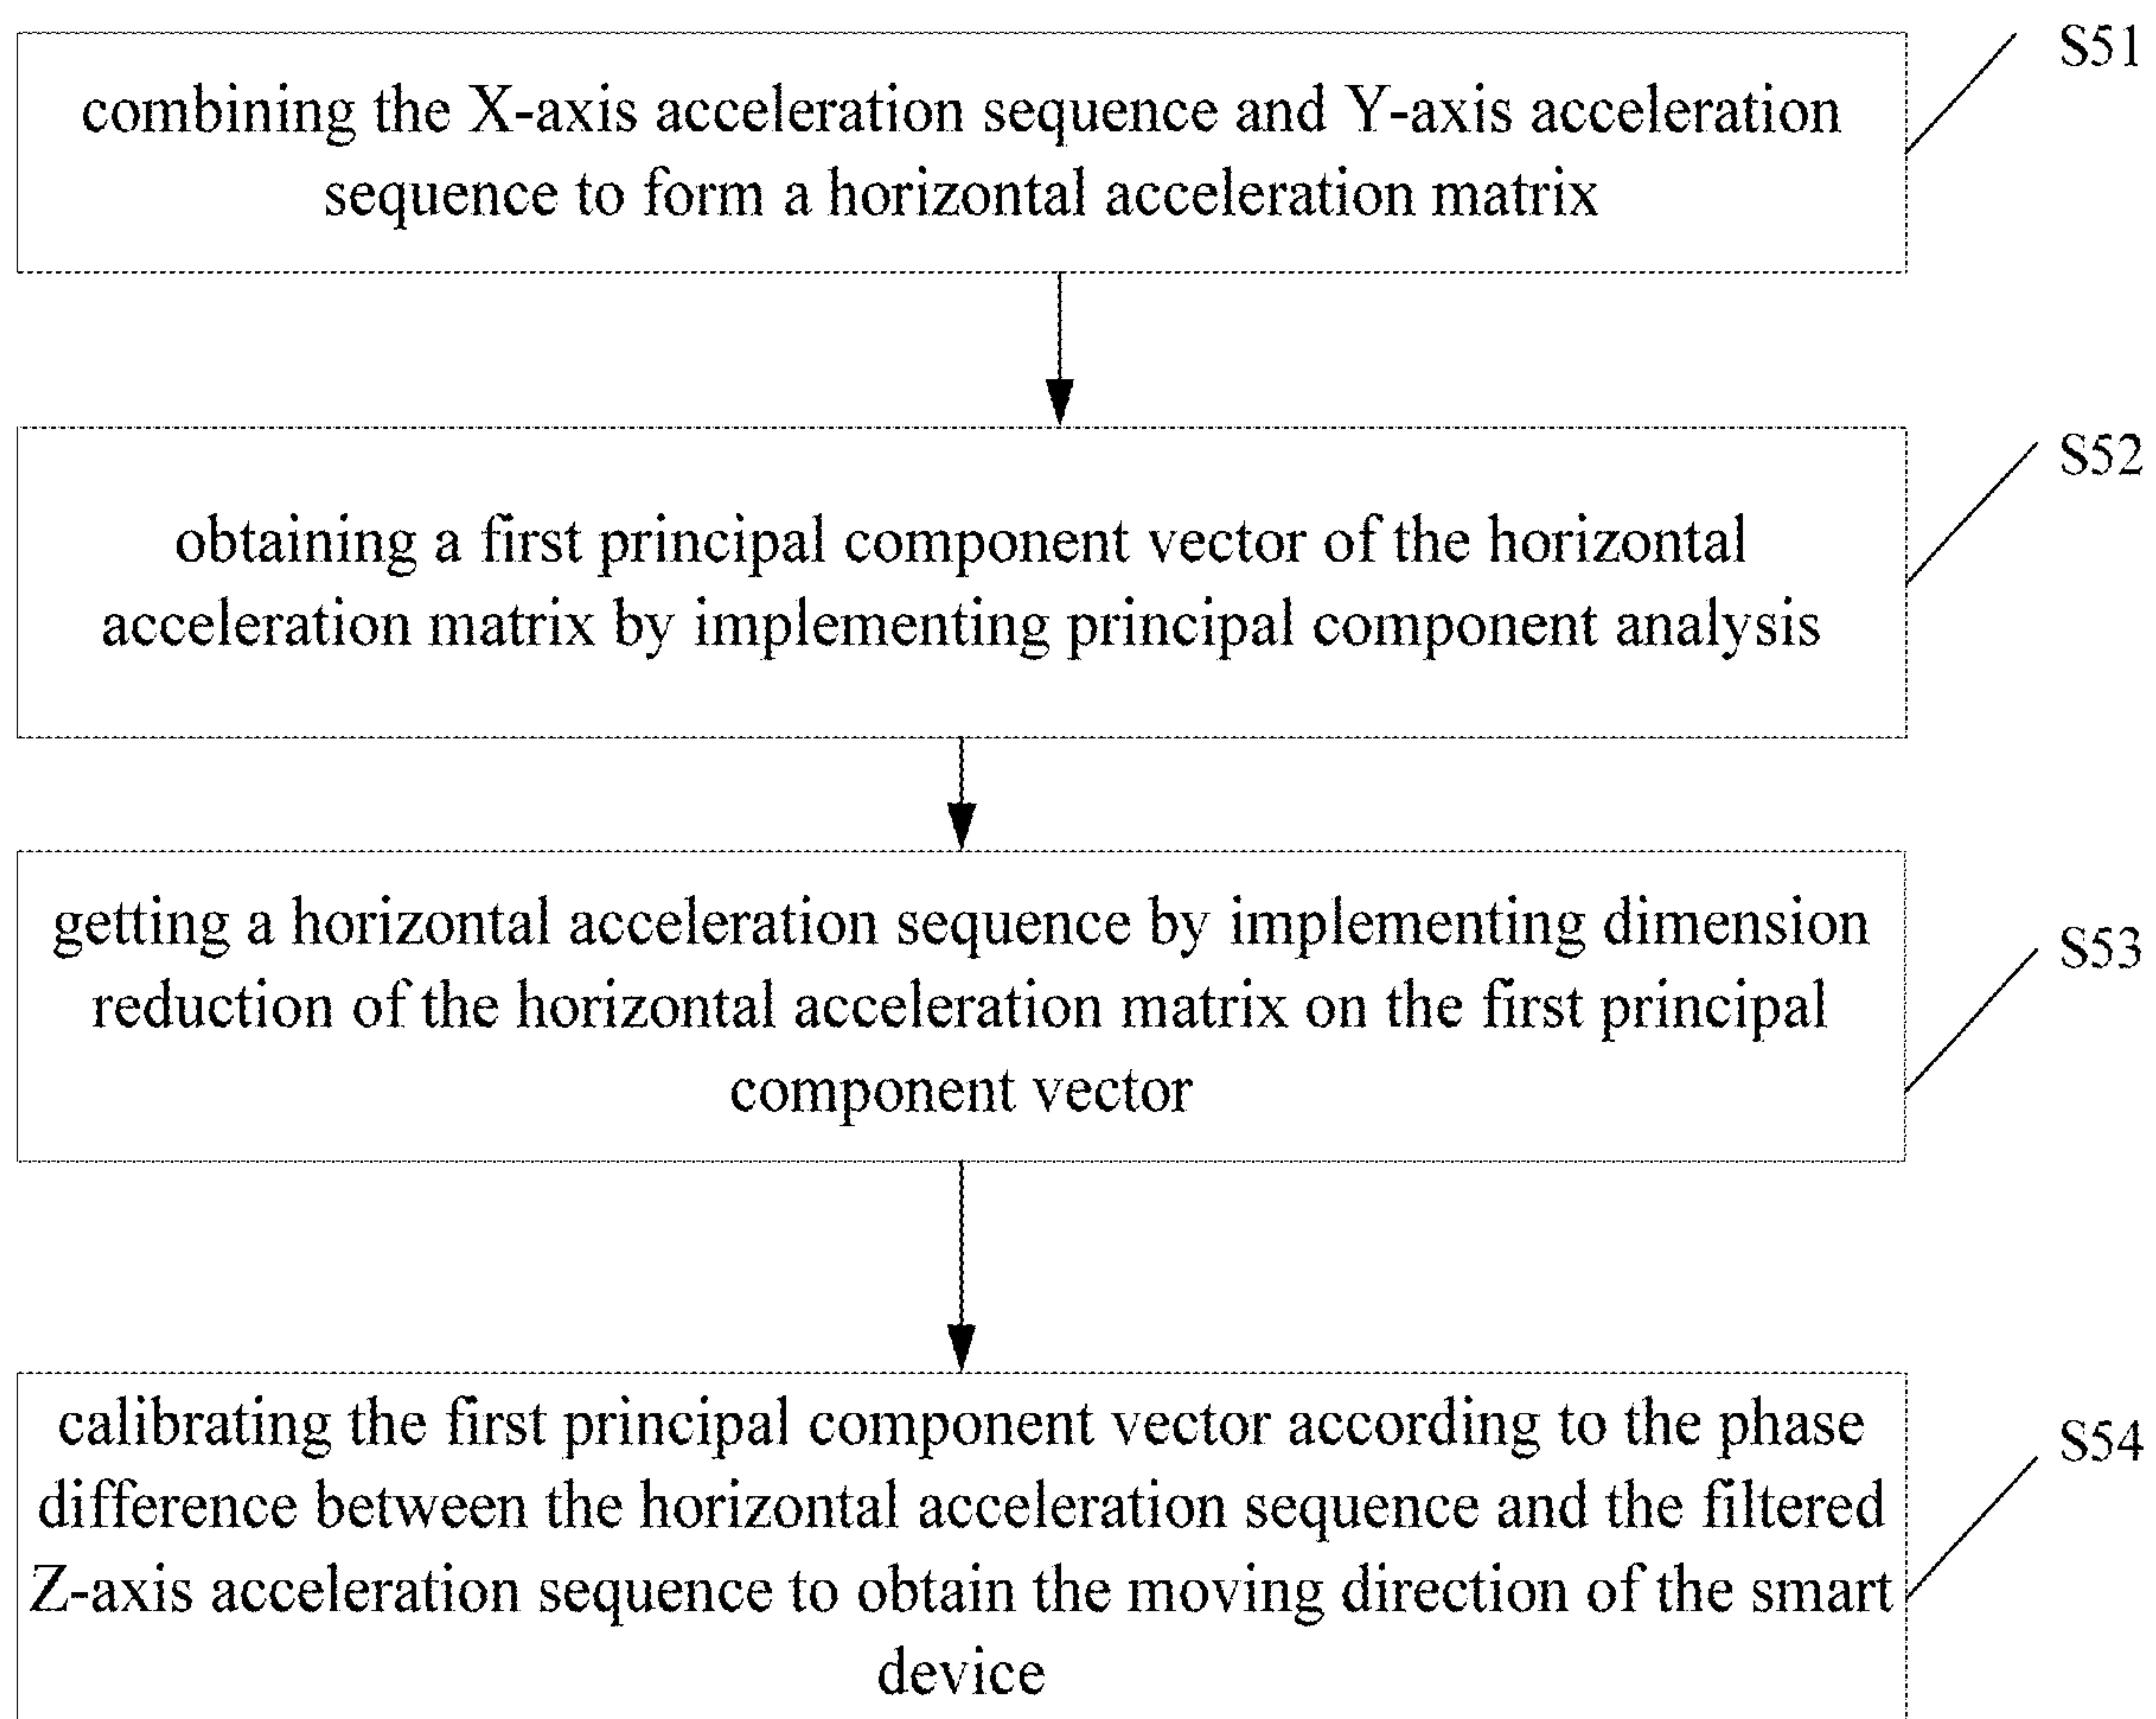 combining the X-axis acceleration sequence and Y-axis acceleration
sequence to form a horizontal acceleration matrix
S51
obtaining a first principal component vector of the horizontal
acceleration matrix by implementing principal component analysis
S52
getting a horizontal acceleration sequence by implementing dimension
reduction of the horizontal acceleration matrix on the first principal
component vector
S53
calibrating the first principal component vector according to the phase
difference between the horizontal acceleration sequence and the filtered
Z-axis acceleration sequence to obtain the moving direction of the smart
device
S54